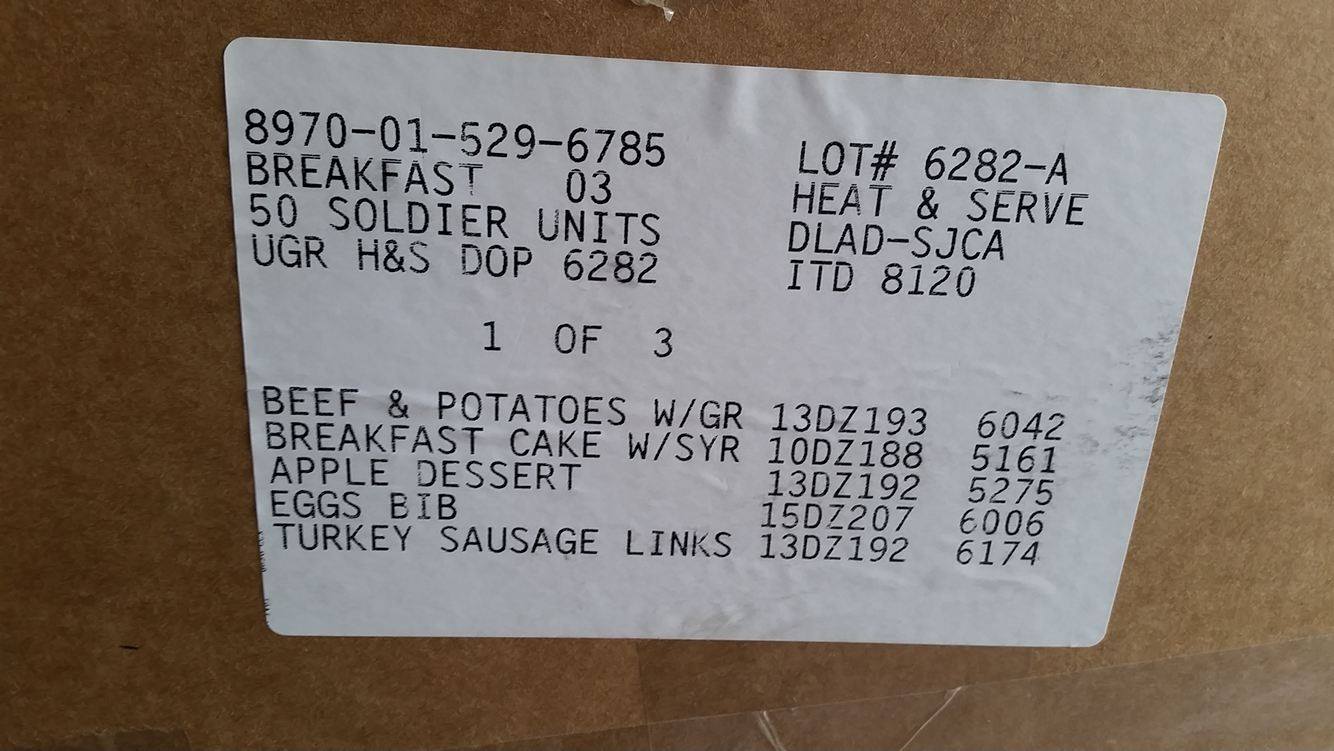 8970-01-529-6785 LOT# 6282-A
BREAKFAST 03 HEAT & SERVE
50 SOLDIER UNITS DLAD-SJCA
UGR H&S DOP 6282 ITD 8120
1 OF 3
BEEF & POTATOES W/GR 13DZ193 6042
BREAKFAST CAKE W/SYR 10DZ188 5161
APPLE DESSERT 13DZ192 5275
EGGS BIB 15DZ207 6006
TURKEY SAUSAGE LINKS 13DZ192 6174